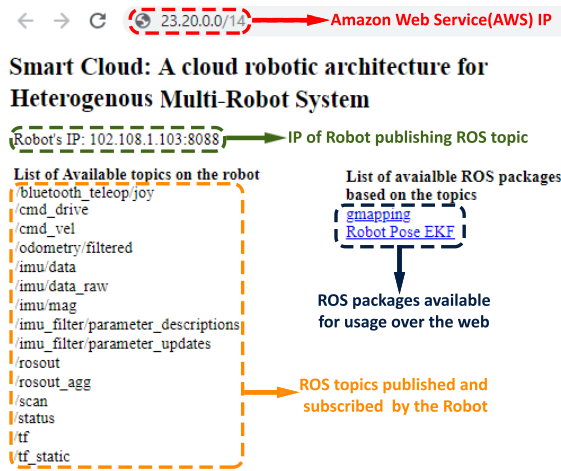 23.20.0.0/14
Amazon Web Service(AWS) IP
Smart Cloud: A cloud robotic architecture for
Heterogenous Multi-Robot System
Robot's IP: 102.108.1.103:8088
IP of Robot publishing ROS topic
List of Available topics on the robot
/bluetooth_teleop/joy
/cmd_drive
/cmd_vel
/odometry/filtered
/imu/data
/imu/data_raw
/imu/mag
/imu_filter/parameter_descriptions
/imu_filter/parameter_updates
/rosout
/rosout_agg
/scan
/status
/tf
/tf_static
List of avaialble ROS packages
based on the topics
gmapping
Robot Pose EKF
ROS packages available
for usage over the web
ROS topics published and
subscribed by the Robot